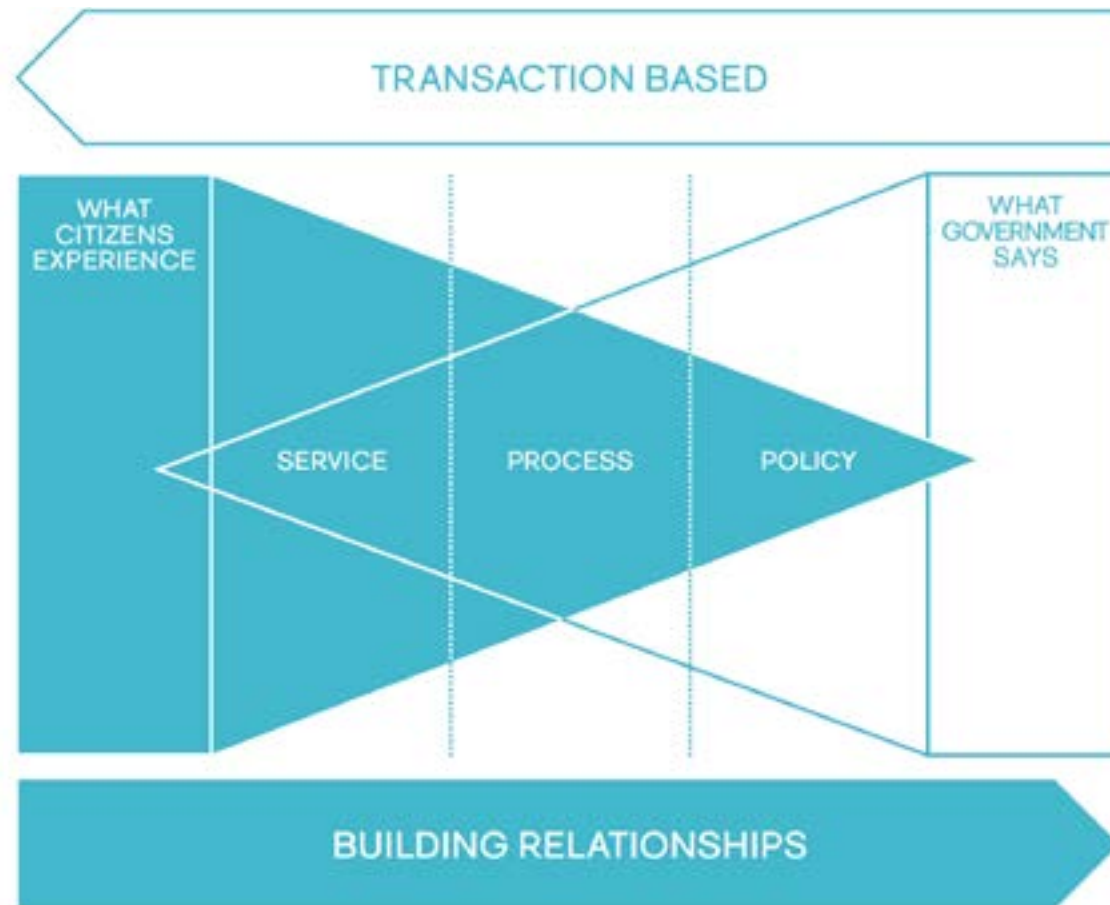 TRANSACTION BASED
WHAT
CITIZENS
EXPERIENCE
WHAT
GOVERNMENT
SAYS
SERVICE
PROCESS
POLICY
BUILDING RELATIONSHIPS